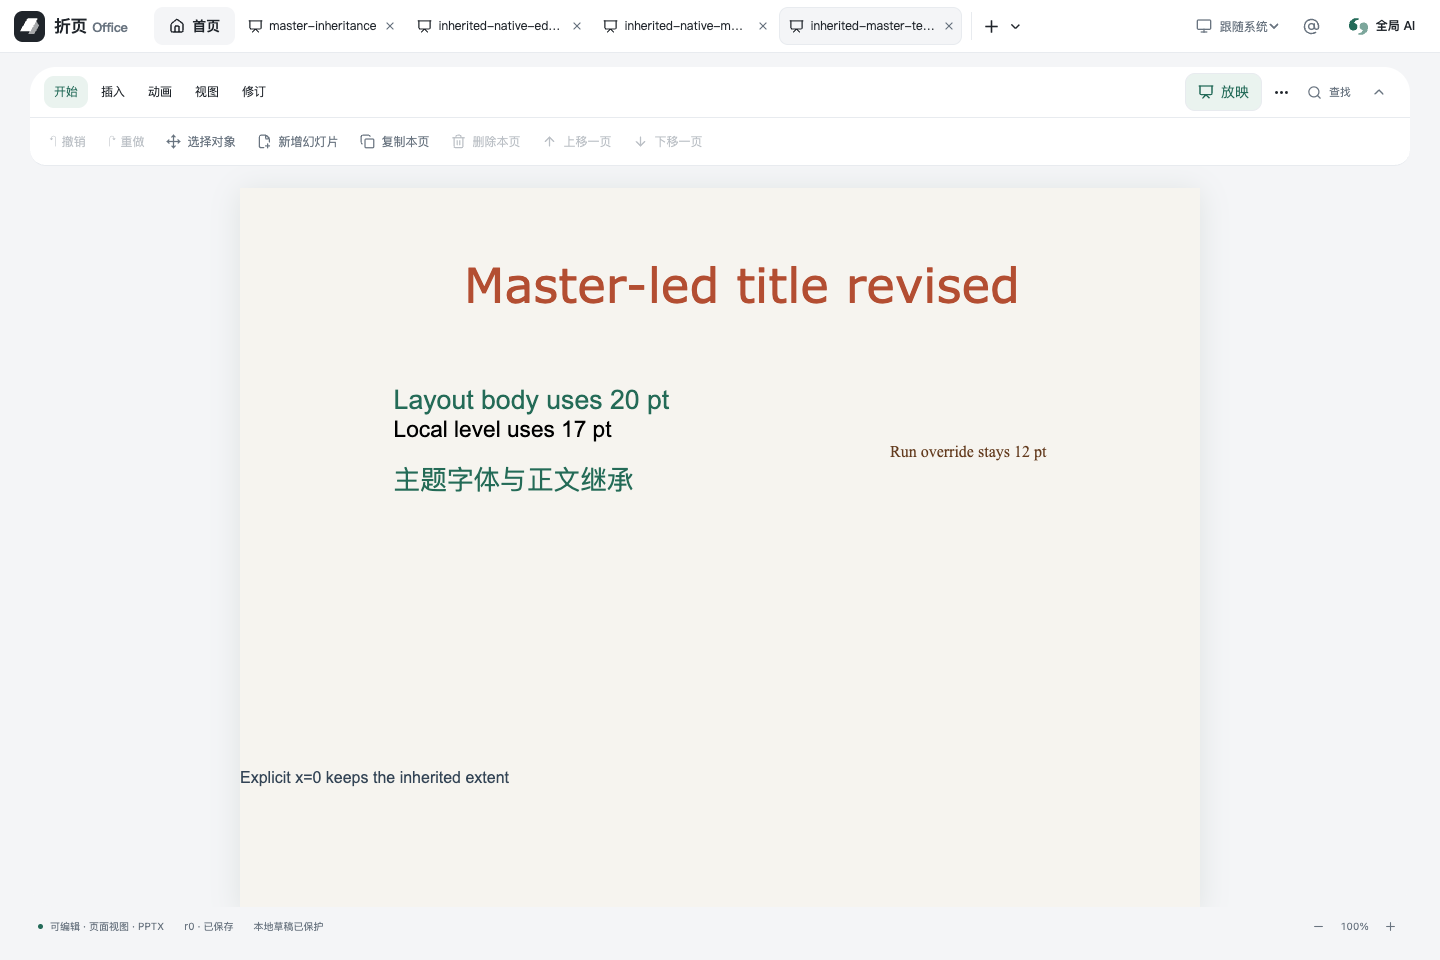 折页 Office
首页
master-inheritance
inherited-native-ed...
inherited-native-m...
inherited-master-te...
跟随系统
全局 AI
开始
插入
动画
视图
修订
放映
查找
撤销
重做
选择对象
新增幻灯片
复制本页
删除本页
上移一页
下移一页
Master-led title revised
Layout body uses 20 pt
Local level uses 17 pt
Run override stays 12 pt
主题字体与正文继承
Explicit x=0 keeps the inherited extent
可编辑 · 页面视图 · PPTX
r0 · 已保存
本地草稿已保护
100%